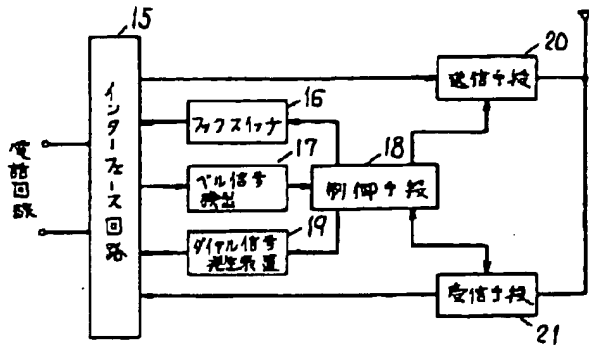 15
インターフェース回路
電話回線
16
フックスイッチ
17
ベル信号
検出
18
制御手段
19
ダイヤル信号
発生装置
20
送信手段
受信手段
21